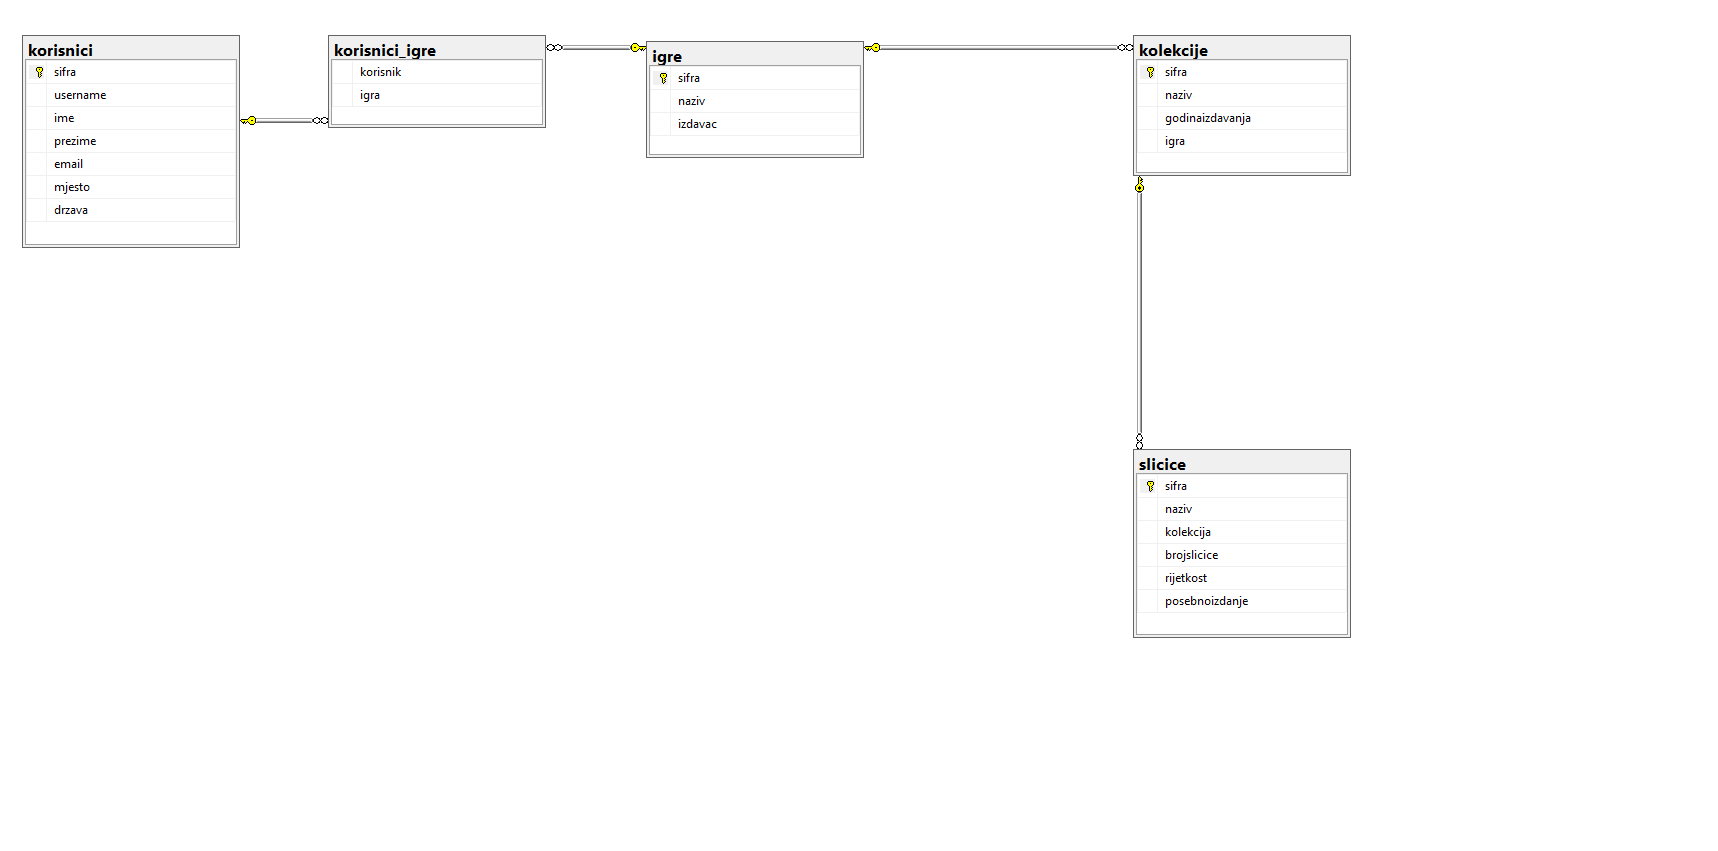 korisnici
sifra
username
ime
prezime
email
mjesto
drzava
korisnici_igre
korisnik
igra
igre
sifra
naziv
izdavac
kolekcije
sifra
naziv
godinaizdavanja
igra
slicice
sifra
naziv
kolekcija
brojslicice
rijetkost
posebnoizdanje